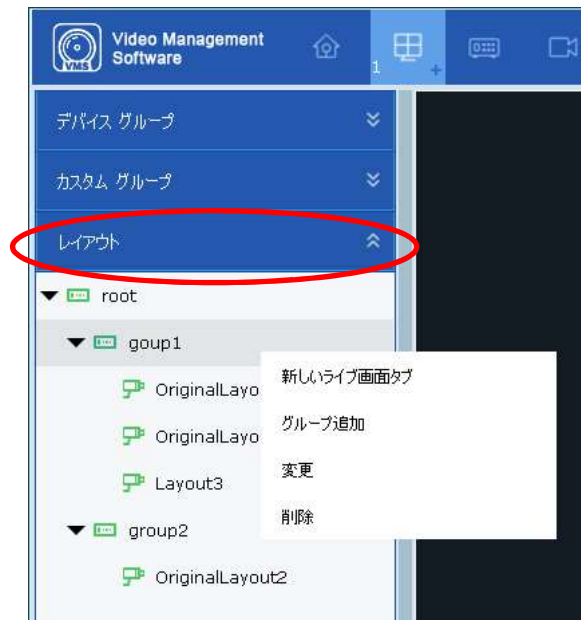 Video Management
Software
VMS
1
+
デバイス グループ
カスタム グループ
レイアウト
root
goup1
新しいライブ画面タブ
OriginalLayo
グループ追加
OriginalLayo
変更
Layout3
削除
group2
OriginalLayout2